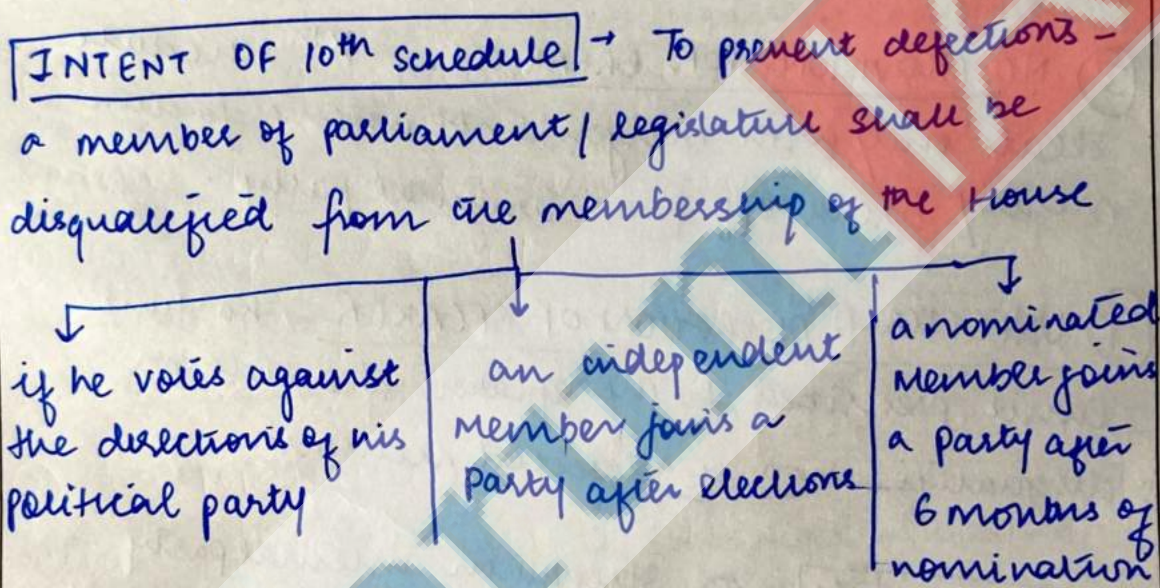 INTENT OF 10th schedule → To prevent defections -
a member of parliament / legislature shall be
disqualified from the membership of the House
if he votes against
the directions of his
political party
an independent
member joins a
party after elections
a nominated
member joins
a party after
6 months of
nomination
rum
IA